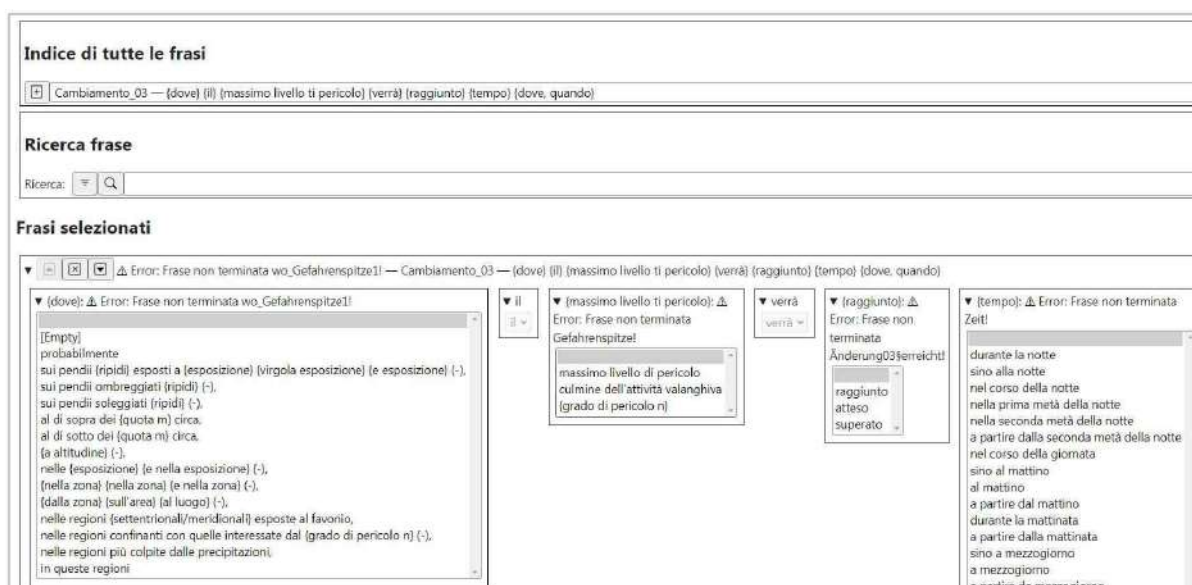 Indice di tutte le frasi
Cambiamento_03 — {dove} {il} {massimo livello ti pericolo} {verrà} {raggiunto} {tempo} {dove, quando}
Ricerca frase
Ricerca:
Frasi selezionati
▼ ⚠ Error: Frase non terminata wo_Gefahrenspitze1! — Cambiamento_03 — {dove} {il} {massimo livello ti pericolo} {verrà} {raggiunto} {tempo} {dove, quando}
▼ {dove}: ⚠ Error: Frase non terminata wo_Gefahrenspitze1!
[Empty]
probabilmente
sui pendii {ripidi} esposti a {esposizione} {virgola esposizione} {e esposizione} {-},
sui pendii ombreggiati {ripidi} {-},
sui pendii soleggiati {ripidi} {-},
al di sopra dei {quota m} circa,
al di sotto dei {quota m} circa,
{a altitudine} {-},
nelle {esposizione} {e nella esposizione} {-},
{nella zona} {nella zona} {e nella zona} {-},
{dalla zona} {sull'area} {al luogo} {-},
nelle regioni {settentrionali/meridionali} esposte al favonio,
nelle regioni confinanti con quelle interessate dal {grado di pericolo n} {-},
nelle regioni più colpite dalle precipitazioni,
in queste regioni
▼ il
il
▼ {massimo livello ti pericolo}: ⚠
Error: Frase non terminata
Gefahrenspitze!
massimo livello di pericolo
culmine dell'attività valanghiva
{grado di pericolo n}
▼ verrà
verrà
▼ {raggiunto}: ⚠
Error: Frase non
terminata
Änderung03§erreicht!
raggiunto
atteso
superato
▼ {tempo}: ⚠ Error: Frase non terminata
Zeit!
durante la notte
sino alla notte
nel corso della notte
nella prima metà della notte
nella seconda metà della notte
a partire dalla seconda metà della notte
nel corso della giornata
sino al mattino
al mattino
a partire dal mattino
durante la mattinata
a partire dalla mattinata
sino a mezzogiorno
a mezzogiorno
a partire da mezzogiorno